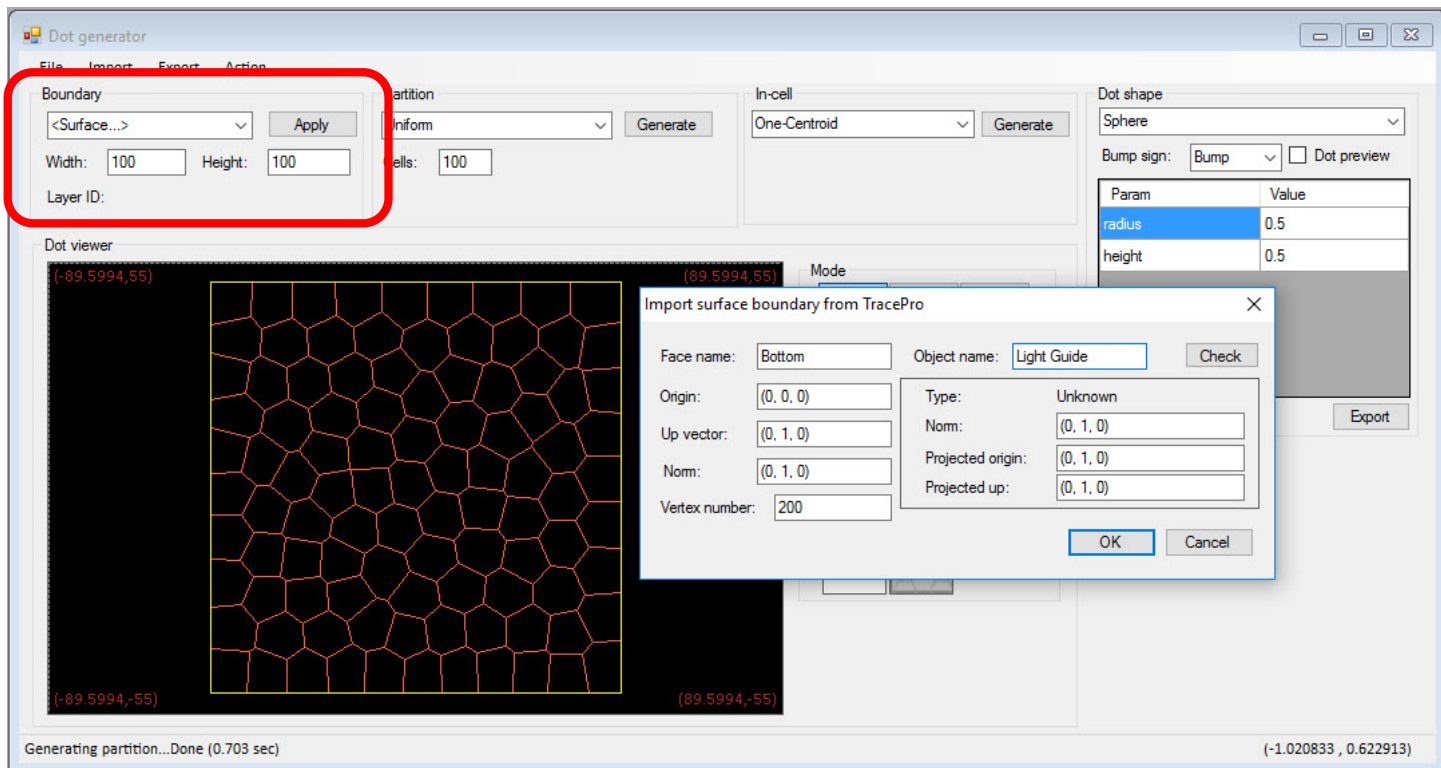 Dot generator
File Import Export Action
Boundary
<Surface...> Apply
Width: 100 Height: 100
Layer ID:
Partition
Uniform Generate
Cells: 100
In-cell
One-Centroid Generate
Dot shape
Sphere
Bump sign: Bump Dot preview
Param Value
radius 0.5
height 0.5
Export
Dot viewer
(-89.5994,55) (89.5994,55)
(-89.5994,-55) (89.5994,-55)
Mode
Import surface boundary from TracePro
Face name: Bottom Object name: Light Guide Check
Origin: (0, 0, 0)
Up vector: (0, 1, 0)
Norm: (0, 1, 0)
Vertex number: 200
Type: Unknown
Norm: (0, 1, 0)
Projected origin: (0, 1, 0)
Projected up: (0, 1, 0)
OK Cancel
Generating partition...Done (0.703 sec) (-1.020833 , 0.622913)